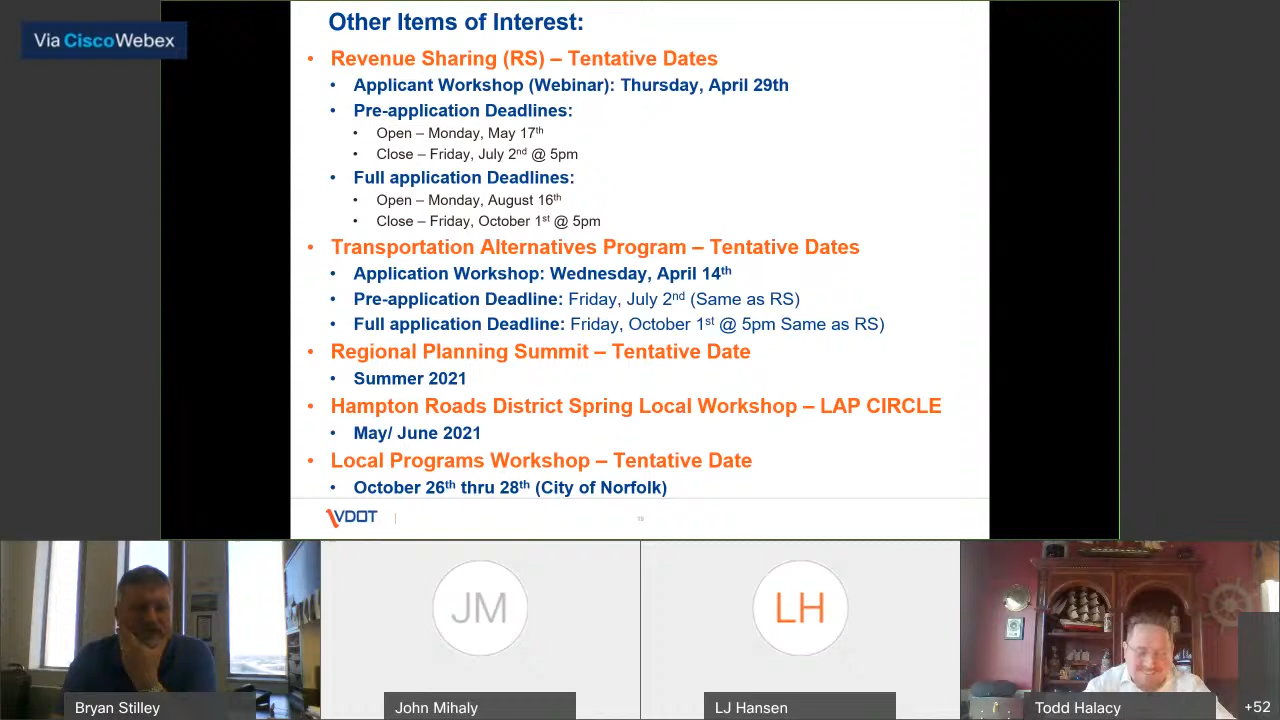 Via CiscoWebex
Other Items of Interest:
• Revenue Sharing (RS) – Tentative Dates
• Applicant Workshop (Webinar): Thursday, April 29th
• Pre-application Deadlines:
• Open – Monday, May 17th
• Close – Friday, July 2nd @ 5pm
• Full application Deadlines:
• Open – Monday, August 16th
• Close – Friday, October 1st @ 5pm
• Transportation Alternatives Program – Tentative Dates
• Application Workshop: Wednesday, April 14th
• Pre-application Deadline: Friday, July 2nd (Same as RS)
• Full application Deadline: Friday, October 1st @ 5pm Same as RS)
• Regional Planning Summit – Tentative Date
• Summer 2021
• Hampton Roads District Spring Local Workshop – LAP CIRCLE
• May/ June 2021
• Local Programs Workshop – Tentative Date
• October 26th thru 28th (City of Norfolk)
VDOT
JM
LH
Bryan Stilley
John Mihaly
LJ Hansen
Todd Halacy
+52